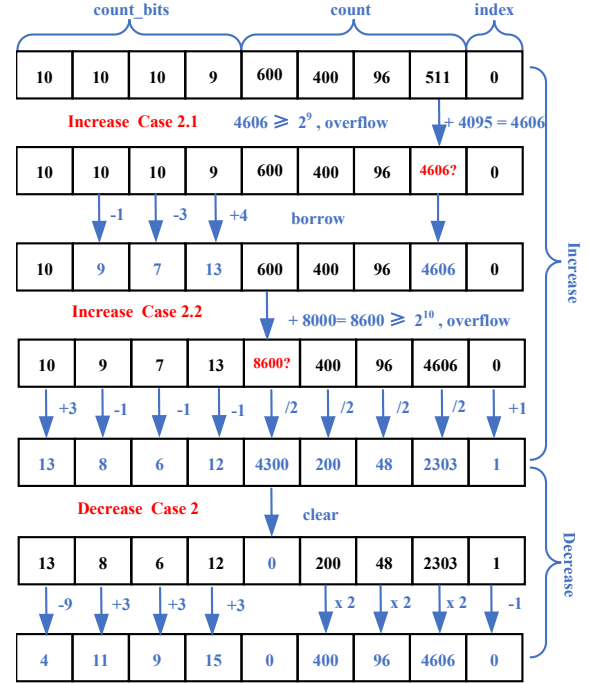 count_bits count index
10 10 10 9 600 400 96 511 0
Increase Case 2.1 4606 ⩾ 2⁹ , overflow + 4095 = 4606
10 10 10 9 600 400 96 4606? 0
-1 -3 +4 borrow
10 9 7 13 600 400 96 4606 0
Increase
Increase Case 2.2 + 8000= 8600 ⩾ 2¹⁰ , overflow
10 9 7 13 8600? 400 96 4606 0
+3 -1 -1 -1 /2 /2 /2 /2 +1
13 8 6 12 4300 200 48 2303 1
Decrease Case 2 clear
13 8 6 12 0 200 48 2303 1
Decrease
-9 +3 +3 +3 x 2 x 2 x 2 -1
4 11 9 15 0 400 96 4606 0